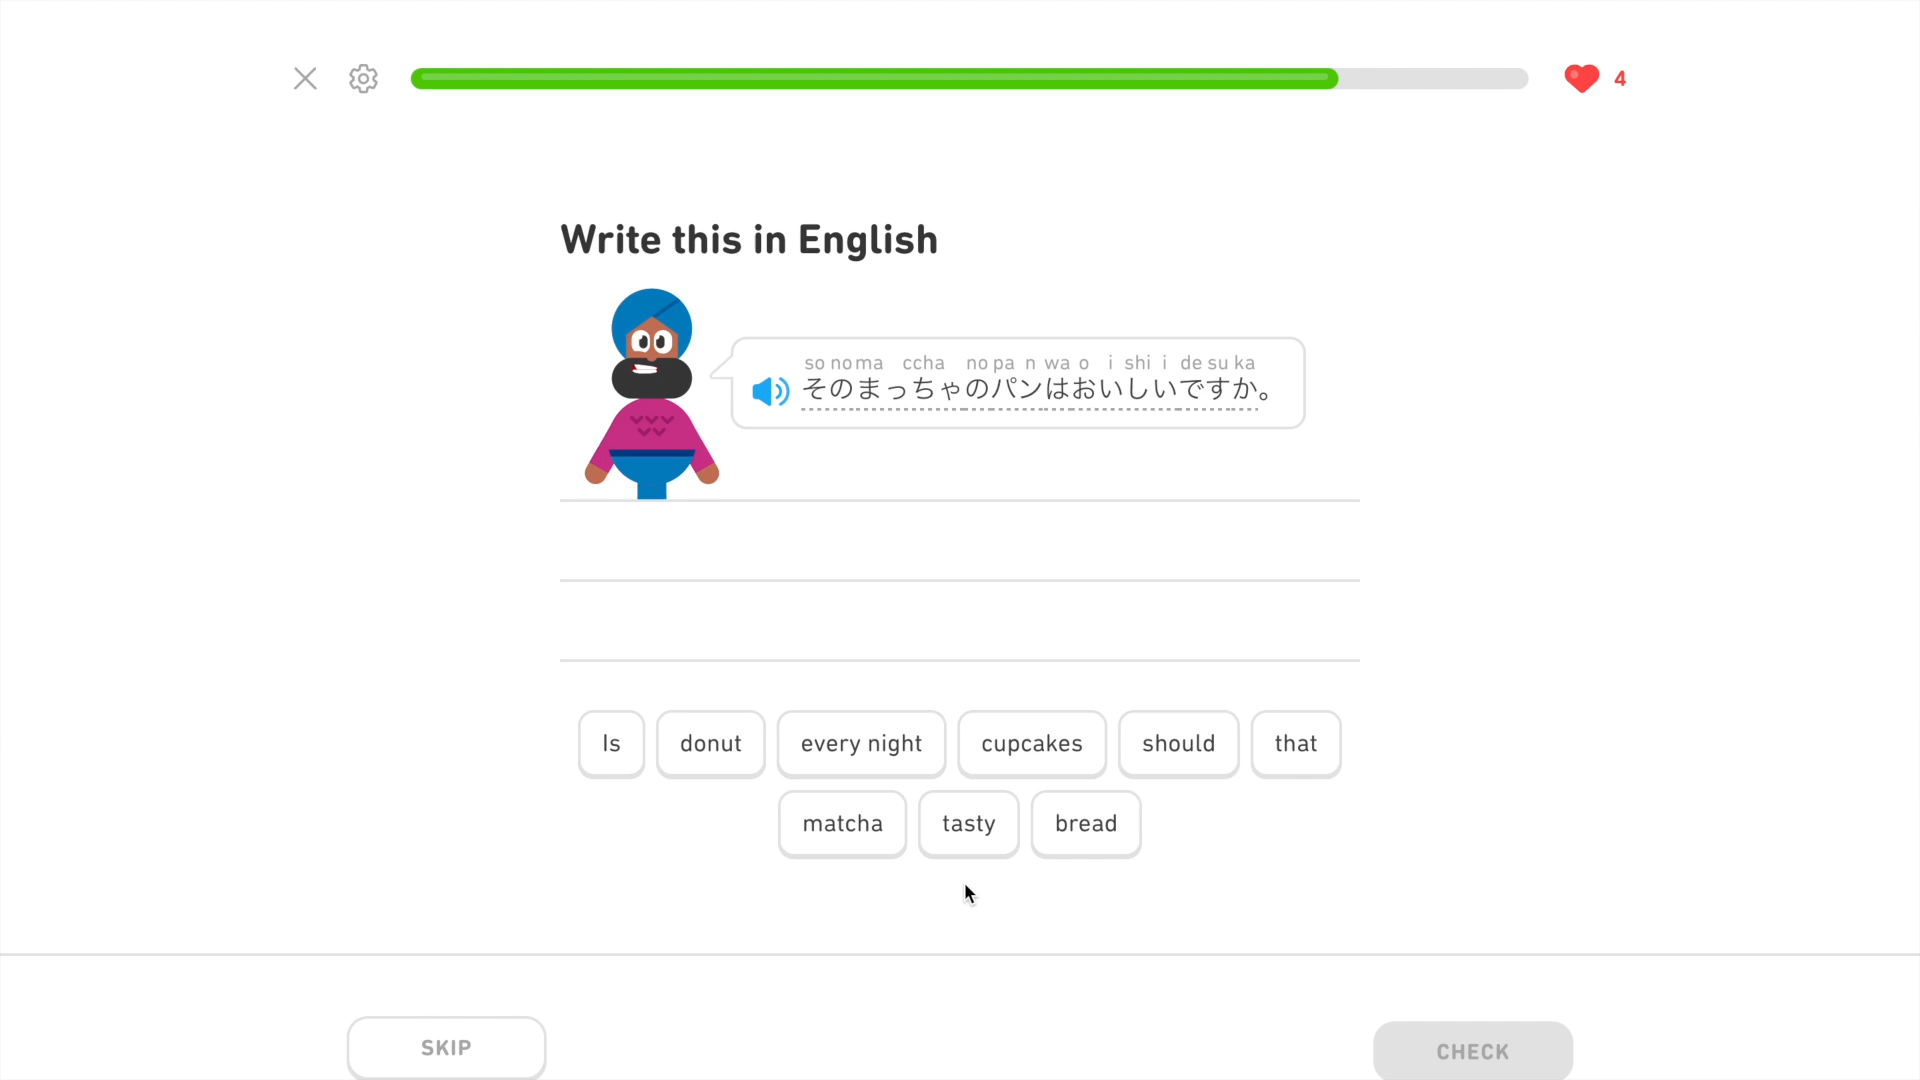 4
Write this in English
so no ma ccha no pa n wa o i shi i de su ka
そのまっちゃのパンはおいしいですか。
Is donut every night cupcakes should that
matcha tasty bread
SKIP CHECK